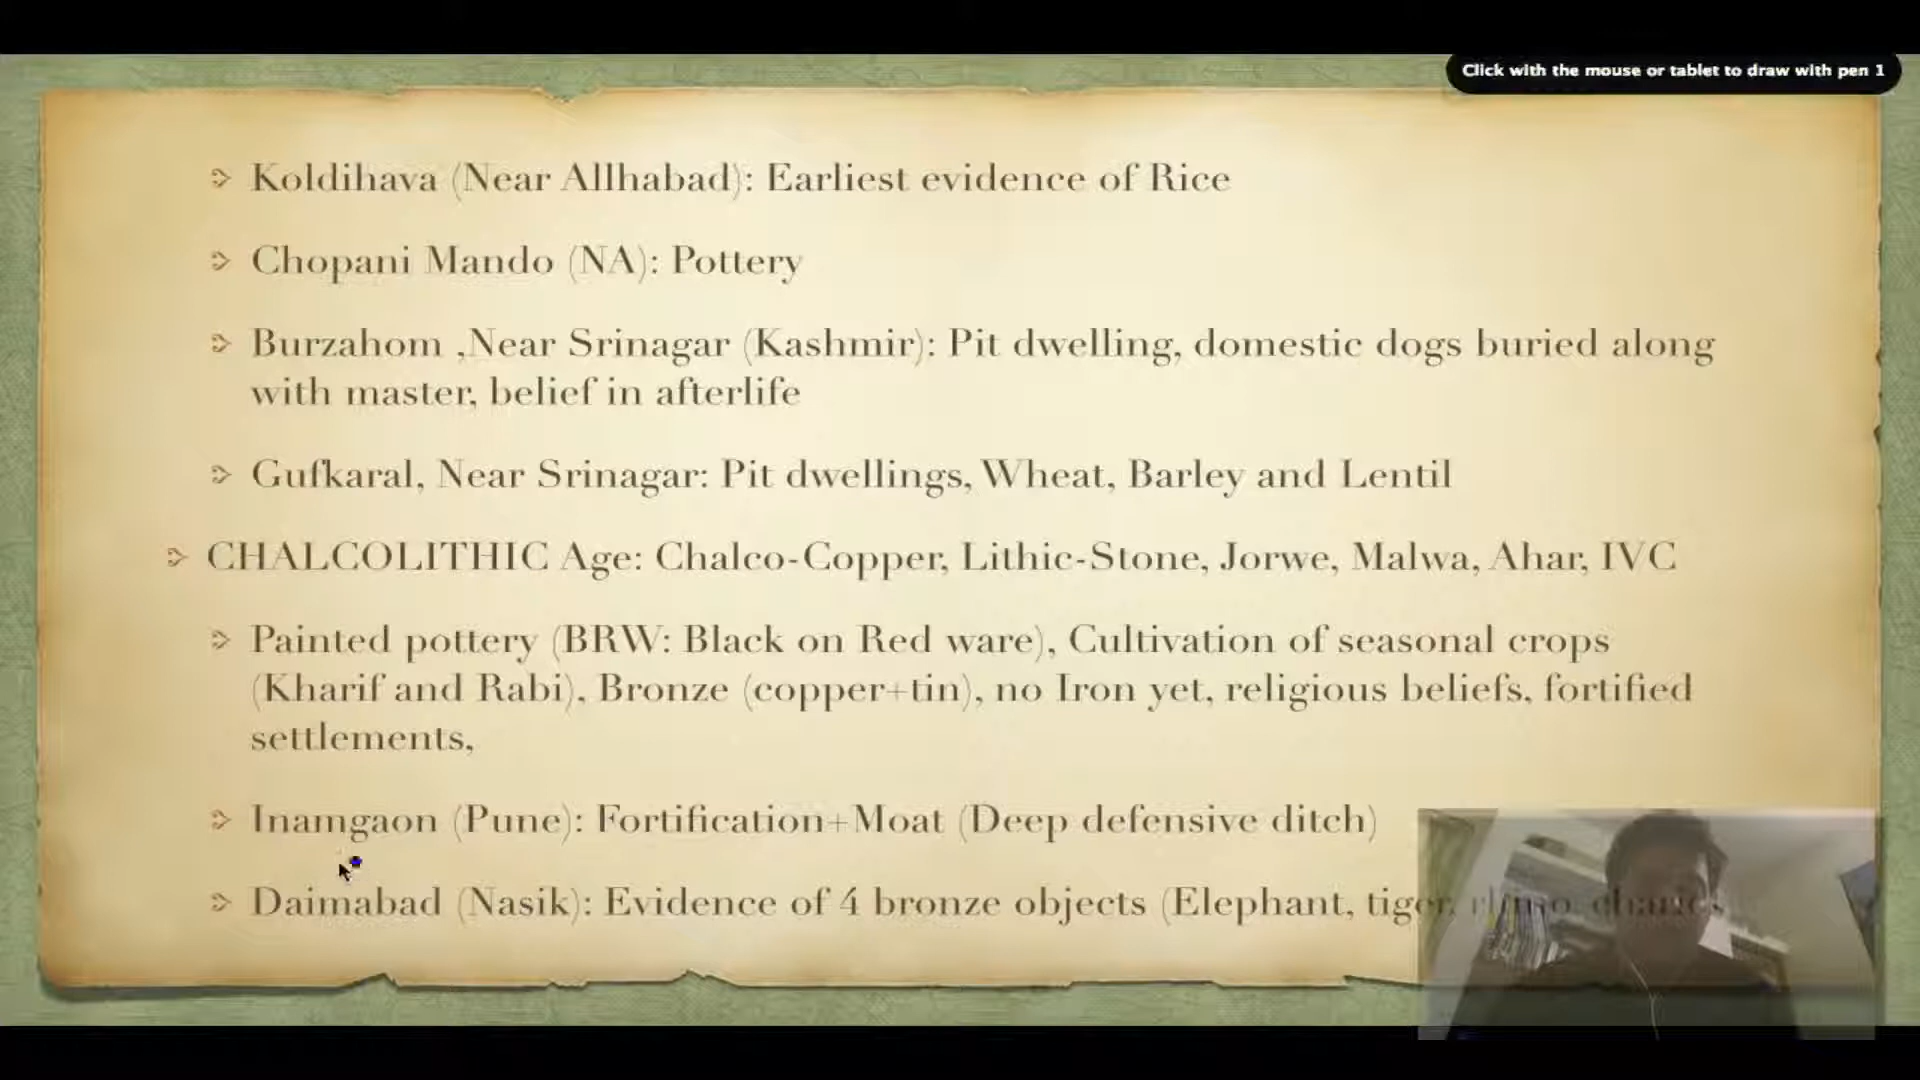 Click with the mouse or tablet to draw with pen 1
Koldihava (Near Allhabad): Earliest evidence of Rice
Chopani Mando (NA): Pottery
Burzahom ,Near Srinagar (Kashmir): Pit dwelling, domestic dogs buried along
with master, belief in afterlife
Gufkaral, Near Srinagar: Pit dwellings, Wheat, Barley and Lentil
CHALCOLITHIC Age: Chalco-Copper, Lithic-Stone, Jorwe, Malwa, Ahar, IVC
Painted pottery (BRW: Black on Red ware), Cultivation of seasonal crops
(Kharif and Rabi), Bronze (copper+tin), no Iron yet, religious beliefs, fortified
settlements,
Inamgaon (Pune): Fortification+Moat (Deep defensive ditch)
Daimabad (Nasik): Evidence of 4 bronze objects (Elephant, tiger, rhino,